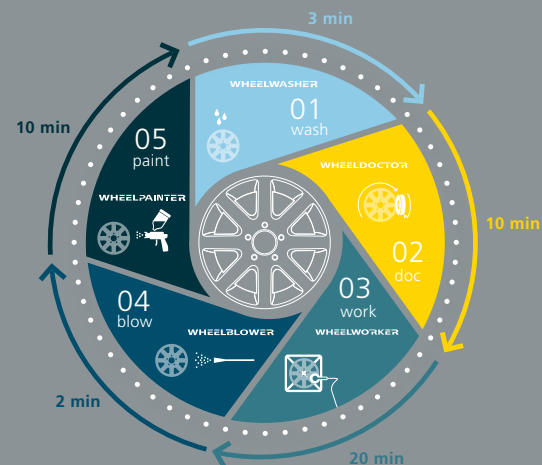 3 min
WHEELWASHER
01
wash
10 min
WHEELDOCTOR
02
doc
20 min
03
work
WHEELWORKER
2 min
04
blow
WHEELBLOWER
10 min
05
paint
WHEELPAINTER